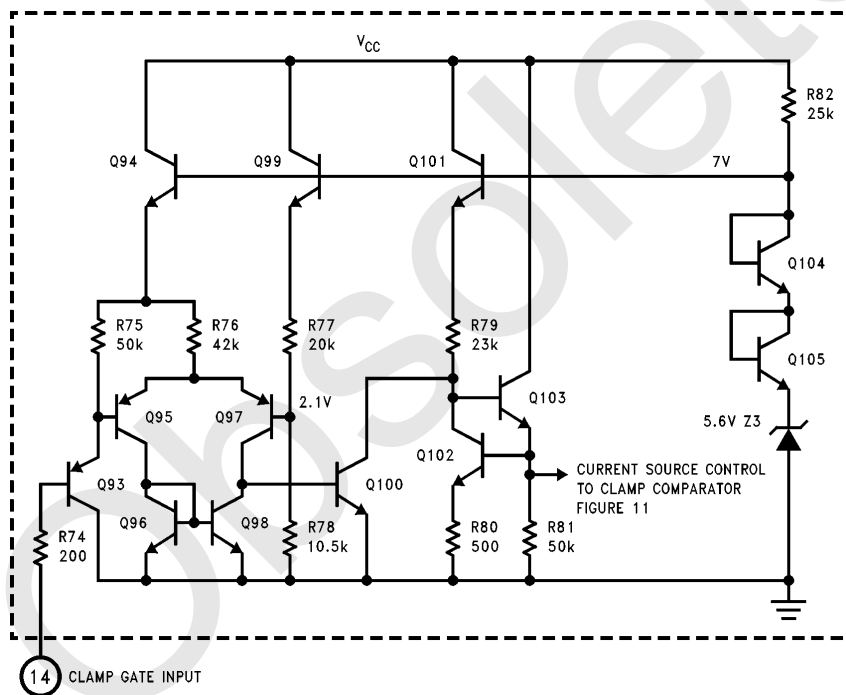 VCC
R82
25k
Q94
Q99
Q101
7V
Q104
R75
50k
R76
42k
R77
20k
R79
23k
Q105
Q95
Q97
2.1V
Q103
5.6V Z3
Q102
Q93
Q100
CURRENT SOURCE CONTROL
TO CLAMP COMPARATOR
FIGURE 11
Q96
Q98
R74
200
R78
10.5k
R80
500
R81
50k
14 CLAMP GATE INPUT
Obsolete